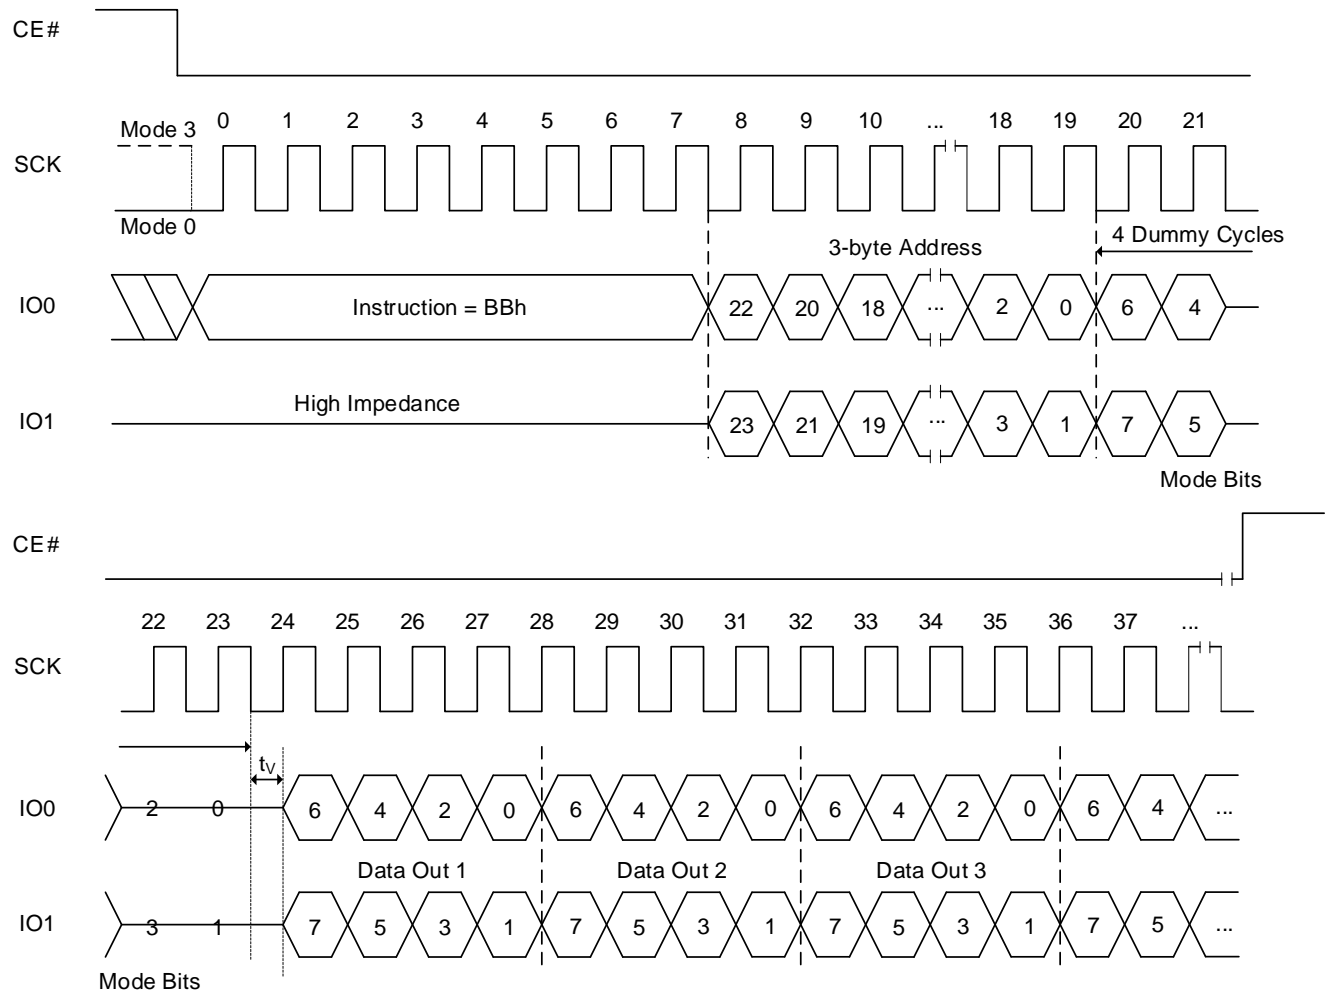 CE#
Mode 3 0 1 2 3 4 5 6 7 8 9 10 ... 18 19 20 21
SCK
Mode 0
3-byte Address 4 Dummy Cycles
IO0 Instruction = BBh 22 20 18 ... 2 0 6 4
High Impedance
IO1 23 21 19 ... 3 1 7 5
Mode Bits
CE#
22 23 24 25 26 27 28 29 30 31 32 33 34 35 36 37 ...
SCK
tV
IO0 2 0 6 4 2 0 6 4 2 0 6 4 2 0 6 4 ...
Data Out 1 Data Out 2 Data Out 3
IO1 3 1 7 5 3 1 7 5 3 1 7 5 3 1 7 5 ...
Mode Bits